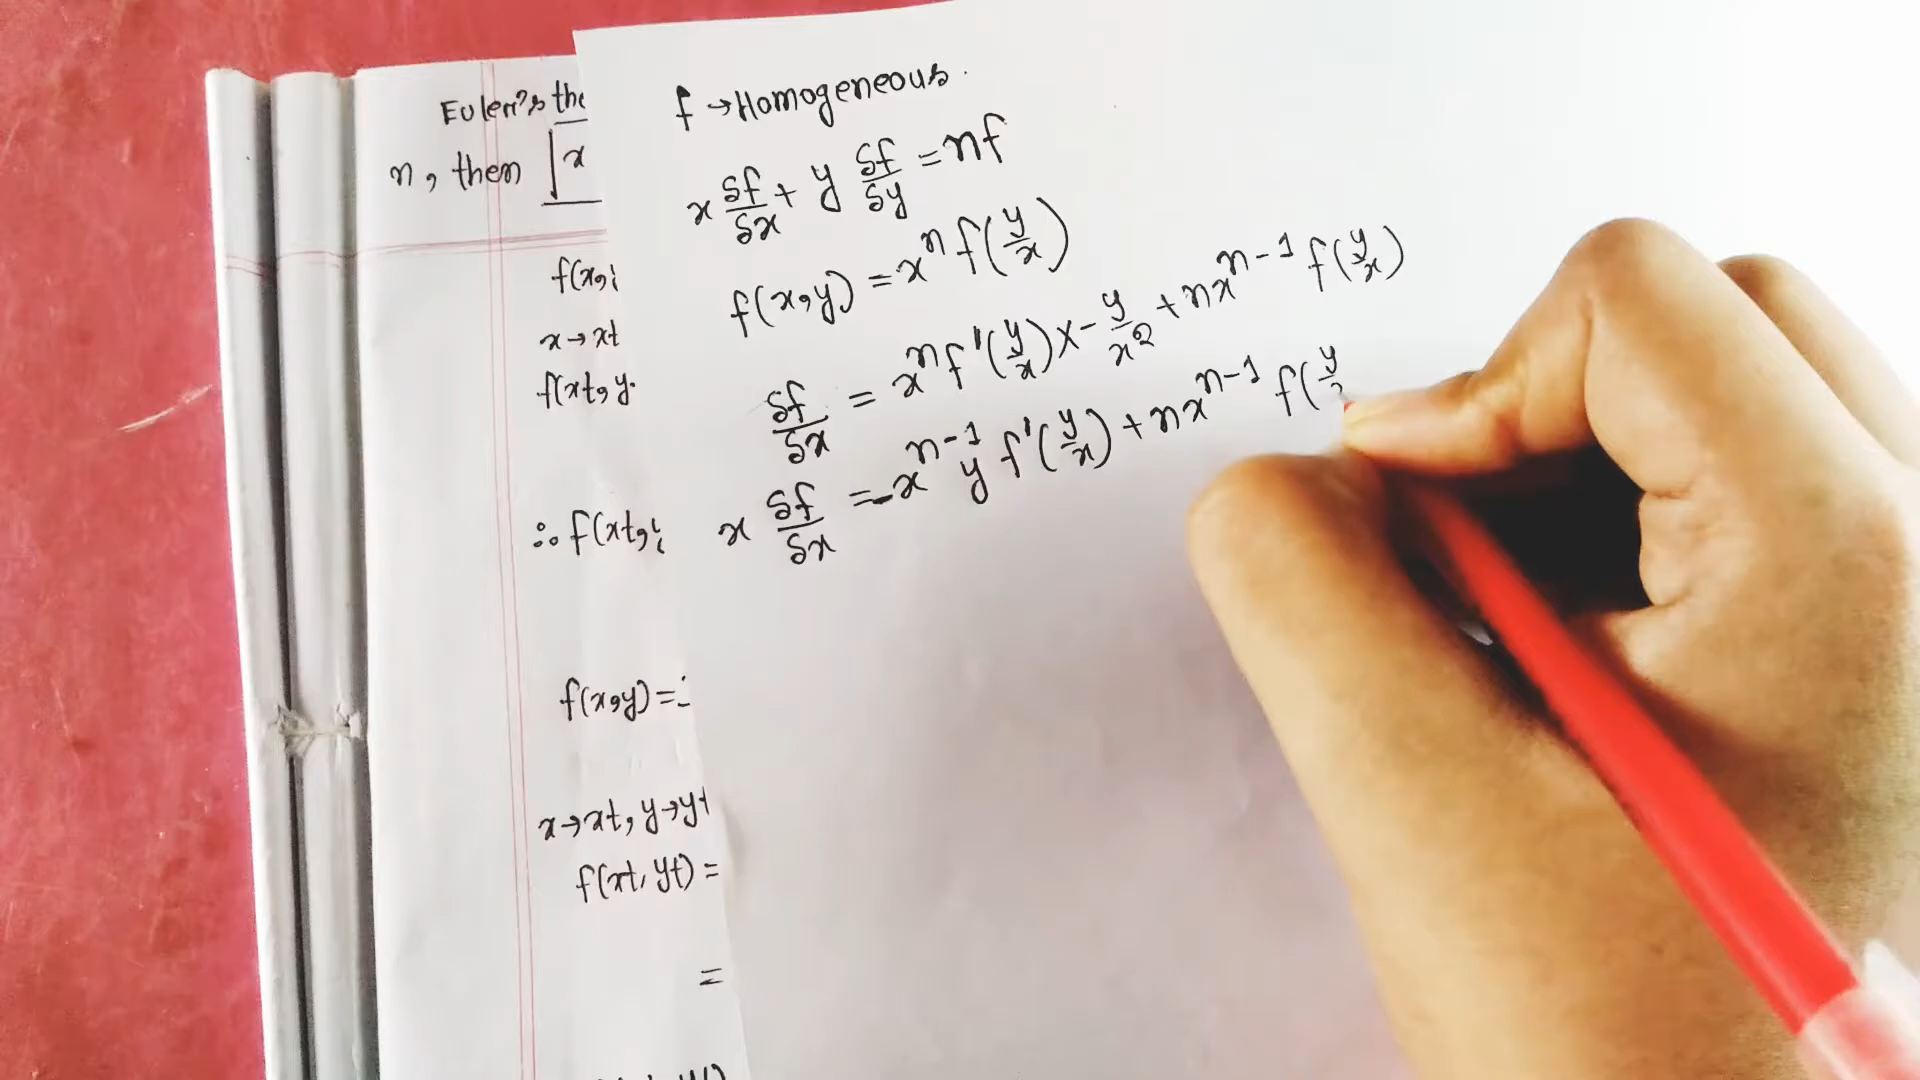 Euler's the
n, then x
f(x,
x→xt
f(xt,y
∴ f(xt,
f(x,y)=
x→xt, y→yt
f(xt, yt) =
=
f →Homogeneous.
x δf/δx + y δf/δy = nf
f(x,y) = x^n f(y/x)
δf/δx = x^n f'(y/x) x - y/x² + nx^(n-1) f(y/x)
x δf/δx = -x^(n-1) y f'(y/x) + nx^(n-1) f(y